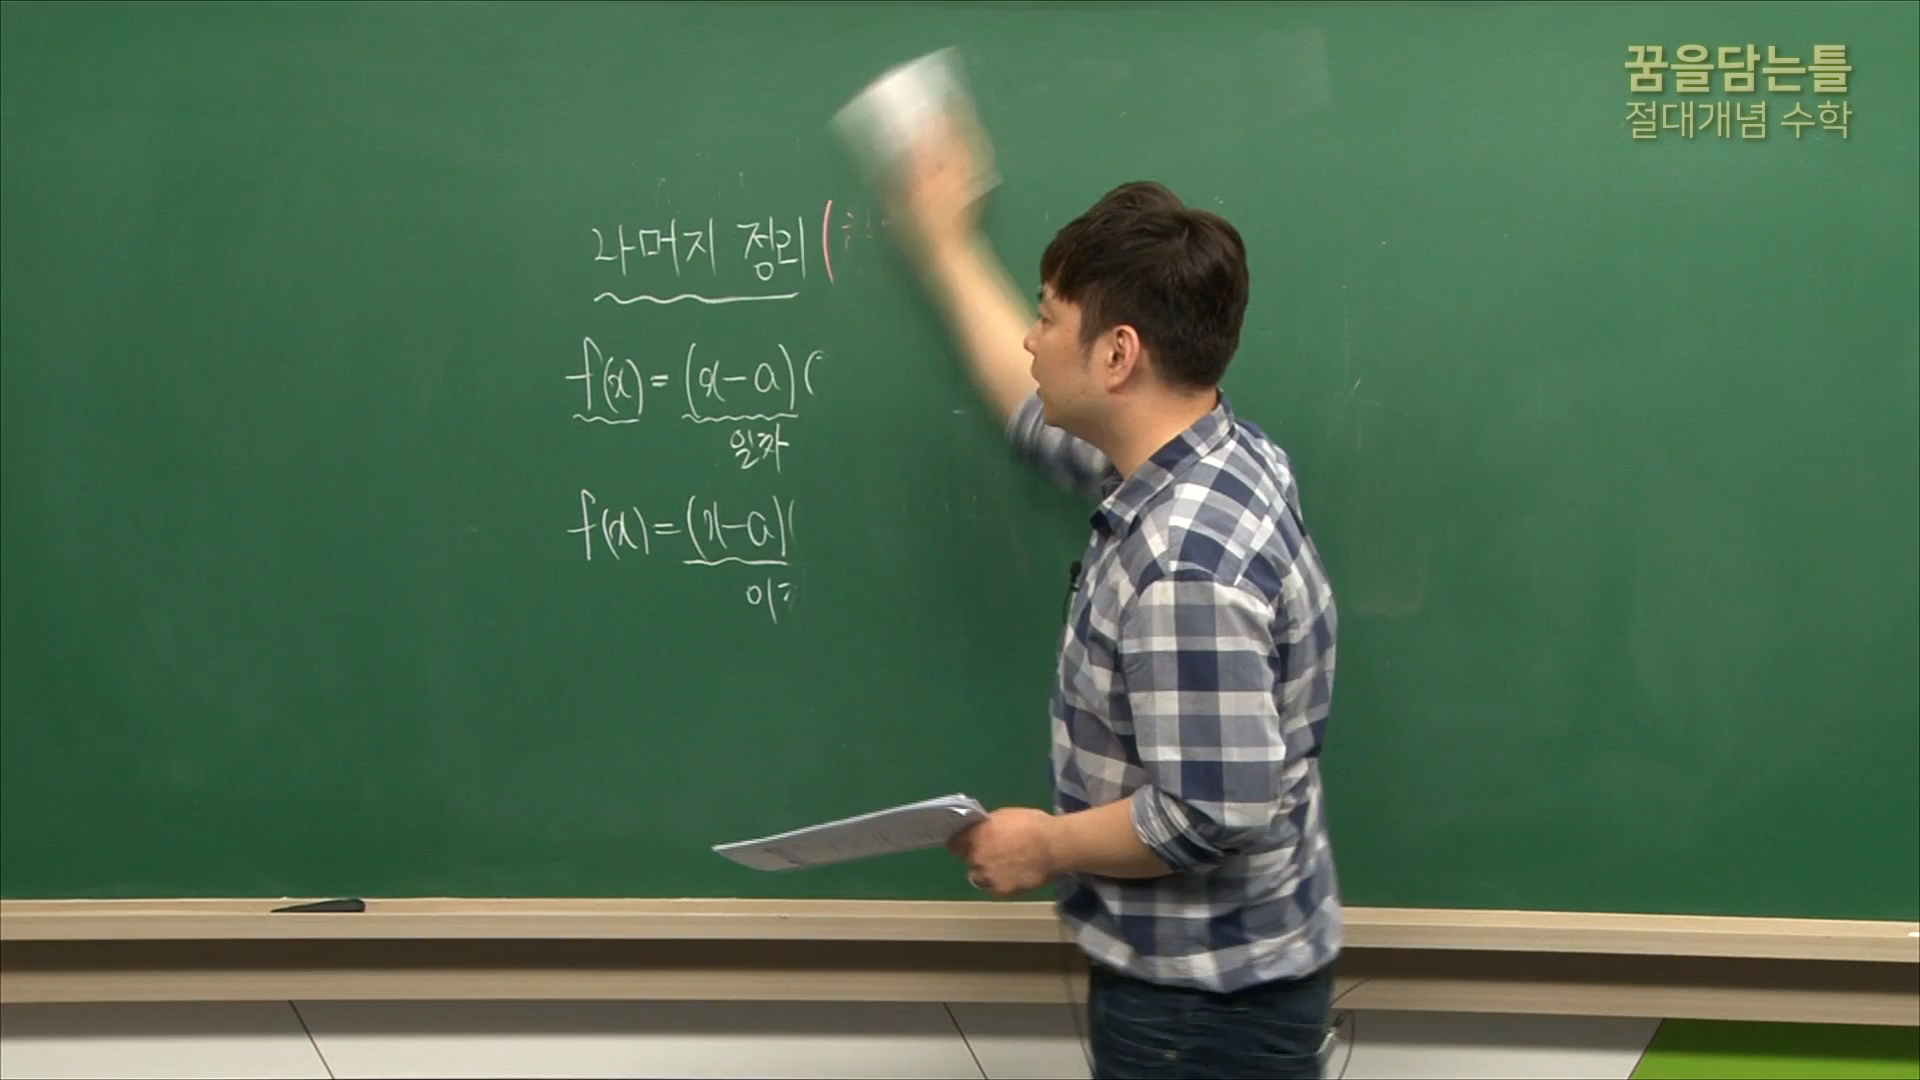 꿈을담는틀
절대개념 수학
나머지 정리(
f(x)=(x-a)(
일차
f(x)=(x-a)(